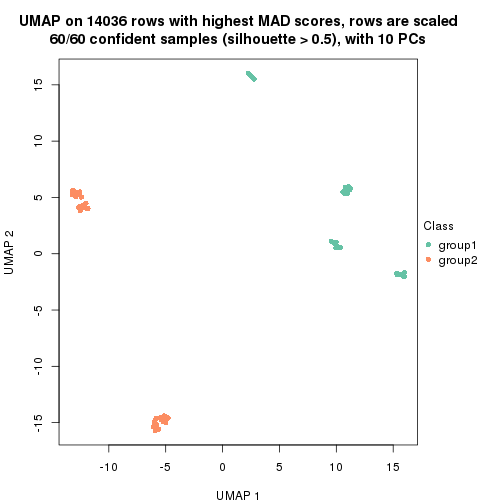 UMAP on 14036 rows with highest MAD scores, rows are scaled
60/60 confident samples (silhouette > 0.5), with 10 PCs
15
10
5
0
-5
-10
-15
UMAP 2
Class
group1
group2
-10 -5 0 5 10 15
UMAP 1